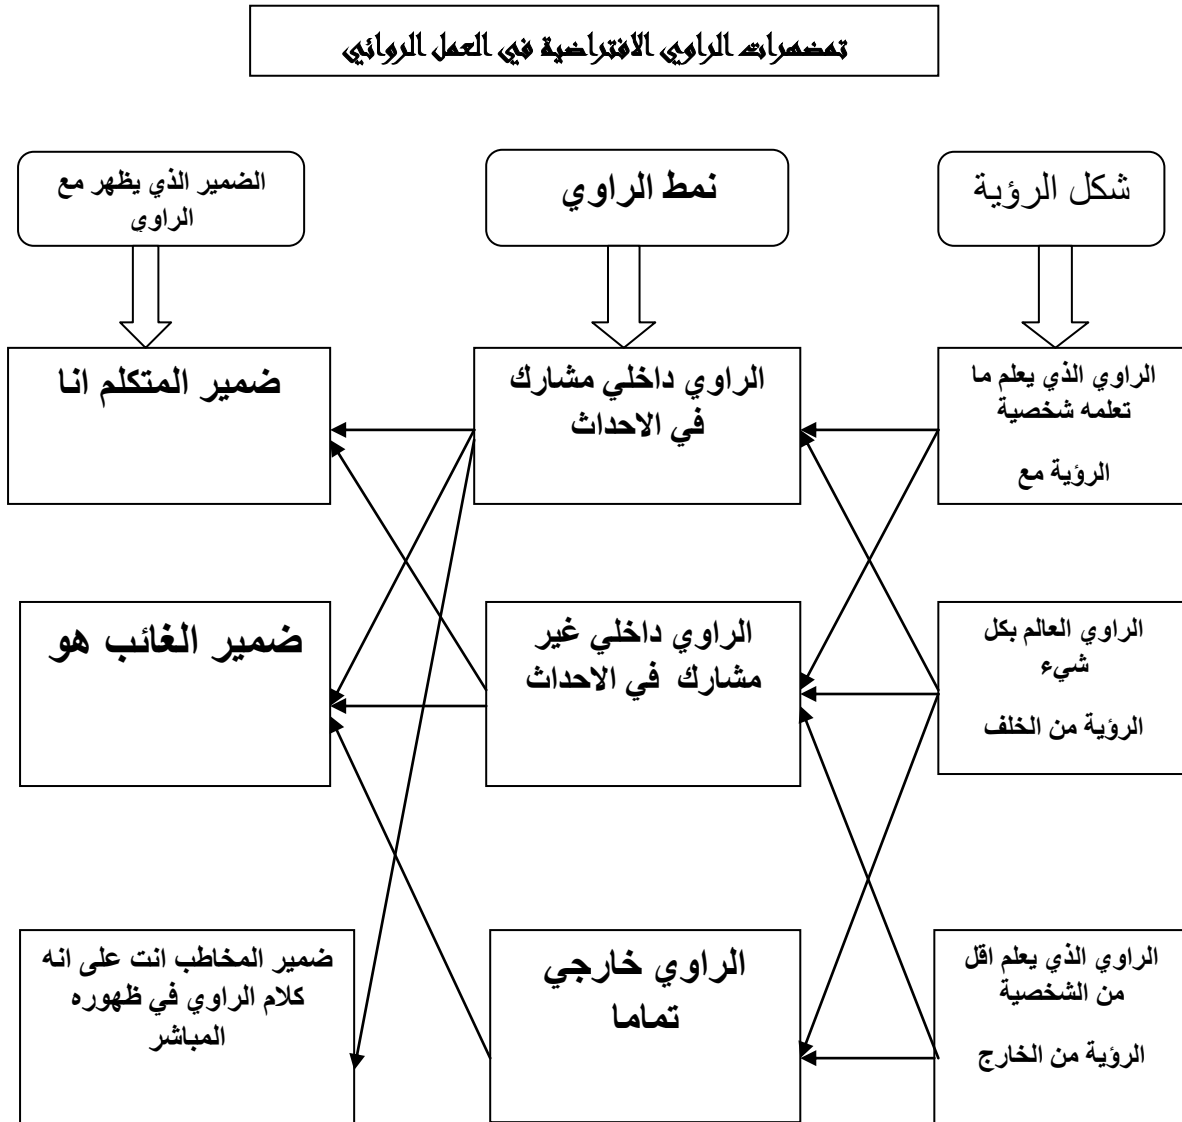 تمضهرات الراوي الافتراضية في العمل الروائي
شكل الرؤية
نمط الراوي
الضمير الذي يظهر مع
الراوي
الراوي الذي يعلم ما
تعلمه شخصية
الرؤية مع
الراوي داخلي مشارك
في الاحداث
ضمير المتكلم انا
الراوي العالم بكل
شيء
الرؤية من الخلف
الراوي داخلي غير
مشارك في الاحداث
ضمير الغائب هو
الراوي الذي يعلم اقل
من الشخصية
الرؤية من الخارج
الراوي خارجي
تماما
ضمير المخاطب انت على انه
كلام الراوي في ظهوره
المباشر